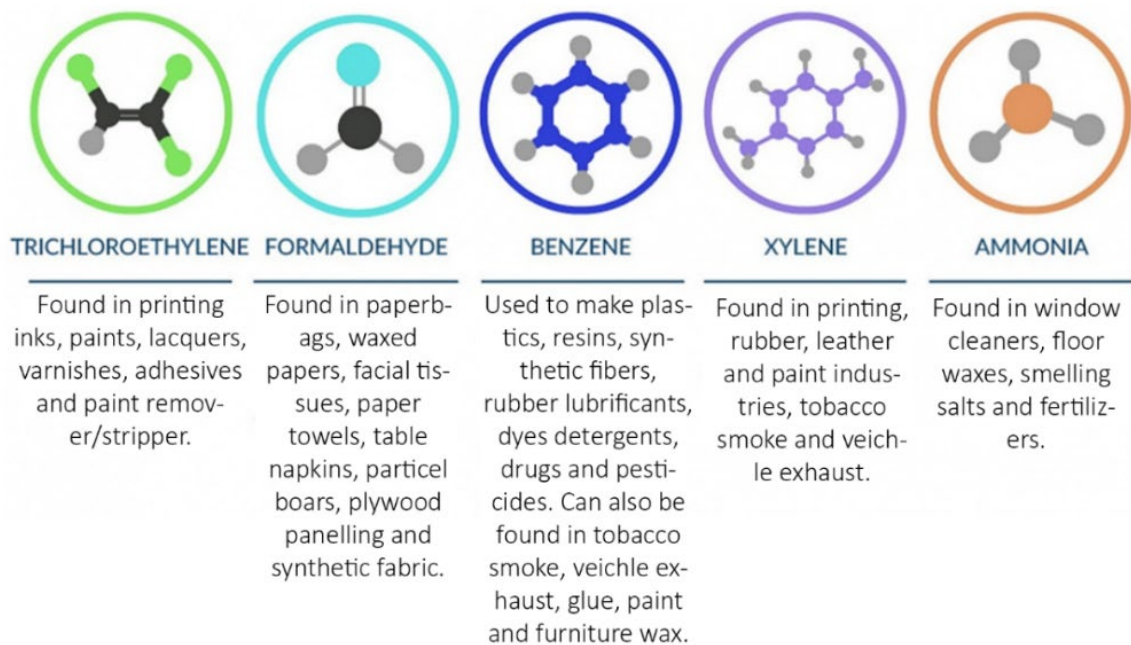 TRICHLOROETHYLENE
Found in printing
inks, paints, lacquers,
varnishes, adhesives
and paint remov-
er/stripper.
FORMALDEHYDE
Found in paperb-
ags, waxed
papers, facial tis-
sues, paper
towels, table
napkins, particel
boars, plywood
panelling and
synthetic fabric.
BENZENE
Used to make plas-
tics, resins, syn-
thetic fibers,
rubber lubrificants,
dyes detergents,
drugs and pesti-
cides. Can also be
found in tobacco
smoke, veichle ex-
haust, glue, paint
and furniture wax.
XYLENE
Found in printing,
rubber, leather
and paint indus-
tries, tobacco
smoke and veich-
le exhaust.
AMMONIA
Found in window
cleaners, floor
waxes, smelling
salts and fertiliz-
ers.